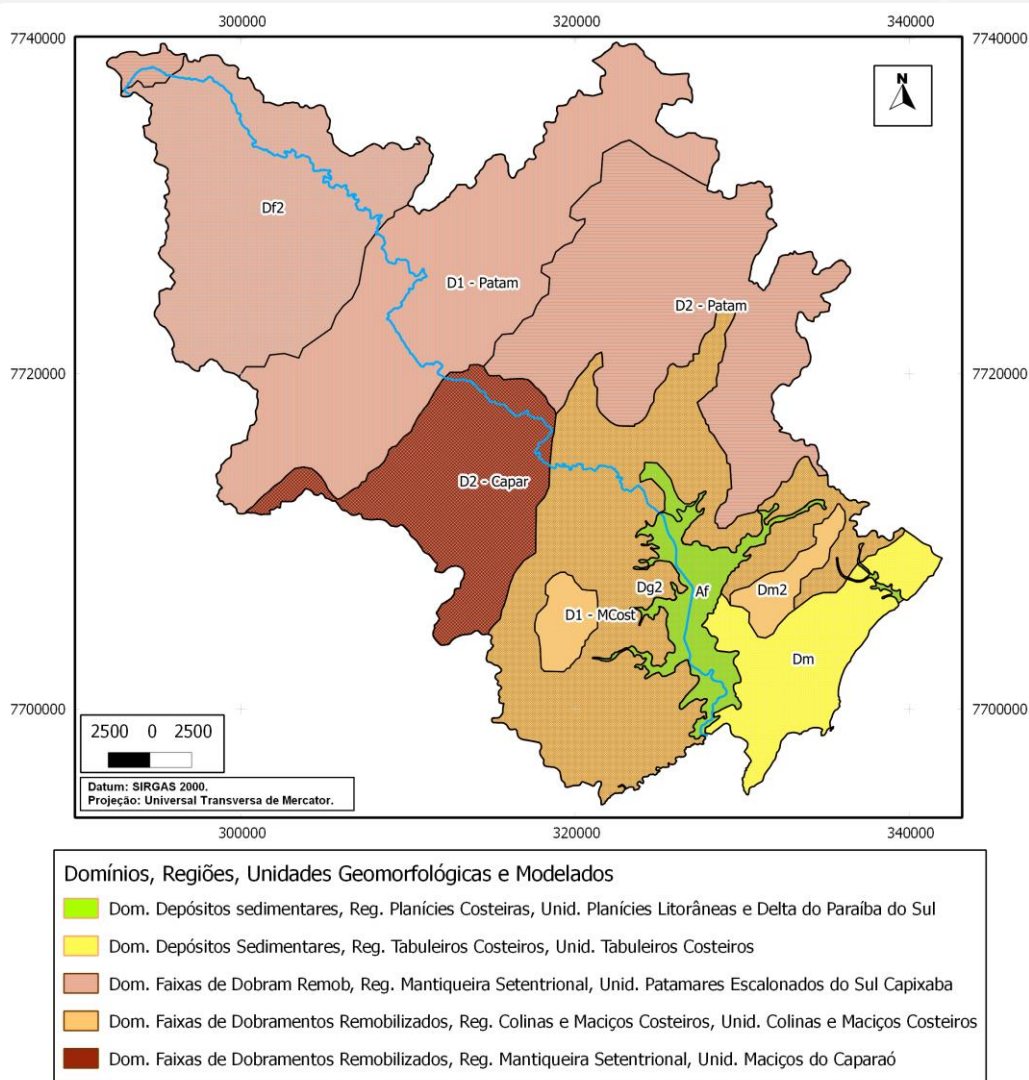 300000 320000 340000
7740000 7740000
N
Df2
D1 - Patam
D2 - Patam
7720000 7720000
D2 - Capar
Dg2 Af Dm2
D1 - MCost
Dm
7700000 7700000
2500 0 2500
Datum: SIRGAS 2000.
Projeção: Universal Transversa de Mercator.
300000 320000 340000
Domínios, Regiões, Unidades Geomorfológicas e Modelados
Dom. Depósitos sedimentares, Reg. Planícies Costeiras, Unid. Planícies Litorâneas e Delta do Paraíba do Sul
Dom. Depósitos Sedimentares, Reg. Tabuleiros Costeiros, Unid. Tabuleiros Costeiros
Dom. Faixas de Dobram Remob, Reg. Mantiqueira Setentrional, Unid. Patamares Escalonados do Sul Capixaba
Dom. Faixas de Dobramentos Remobilizados, Reg. Colinas e Maciços Costeiros, Unid. Colinas e Maciços Costeiros
Dom. Faixas de Dobramentos Remobilizados, Reg. Mantiqueira Setentrional, Unid. Maciços do Caparaó